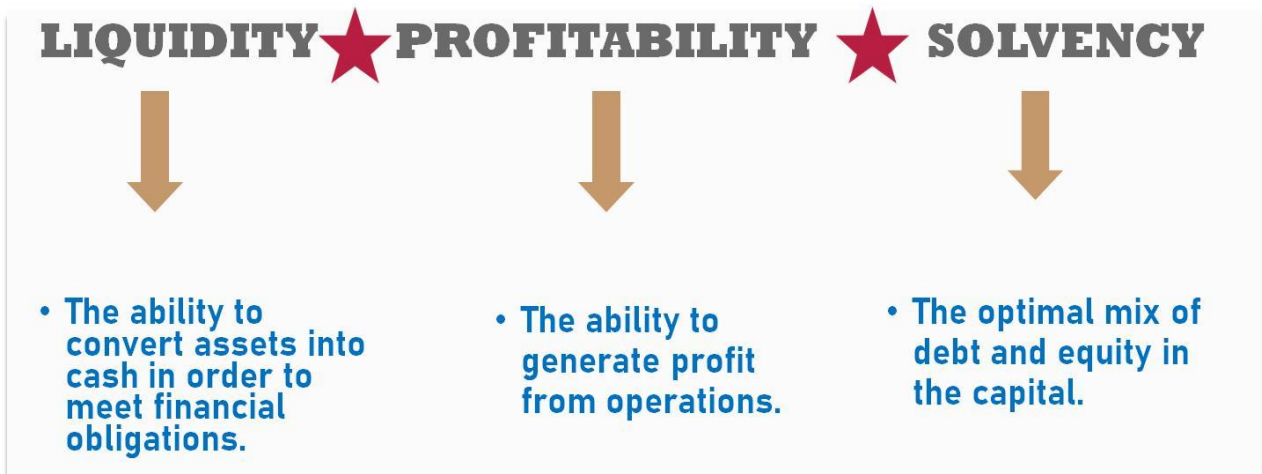 LIQUIDITY PROFITABILITY SOLVENCY
• The ability to
convert assets into
cash in order to
meet financial
obligations.
• The ability to
generate profit
from operations.
• The optimal mix of
debt and equity in
the capital.